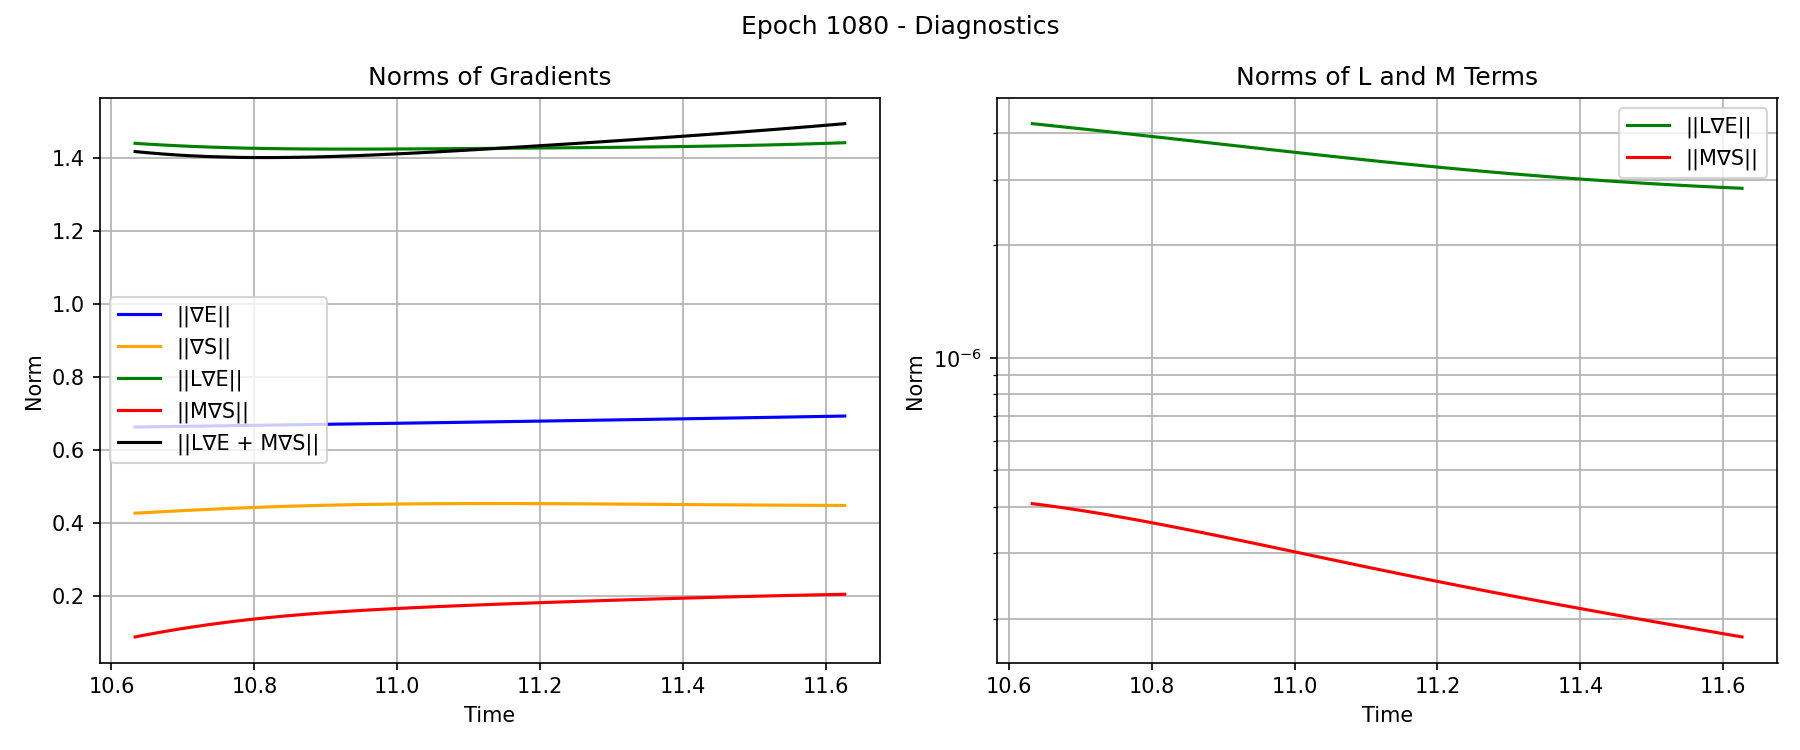 Epoch 1080 - Diagnostics
Norms of Gradients
Norm
1.4
1.2
1.0
0.8
0.6
0.4
0.2
||∇E||
||∇S||
||L∇E||
||M∇S||
||L∇E + M∇S||
10.6 10.8 11.0 11.2 11.4 11.6
Time
Norms of L and M Terms
Norm
10⁻⁶
||L∇E||
||M∇S||
10.6 10.8 11.0 11.2 11.4 11.6
Time